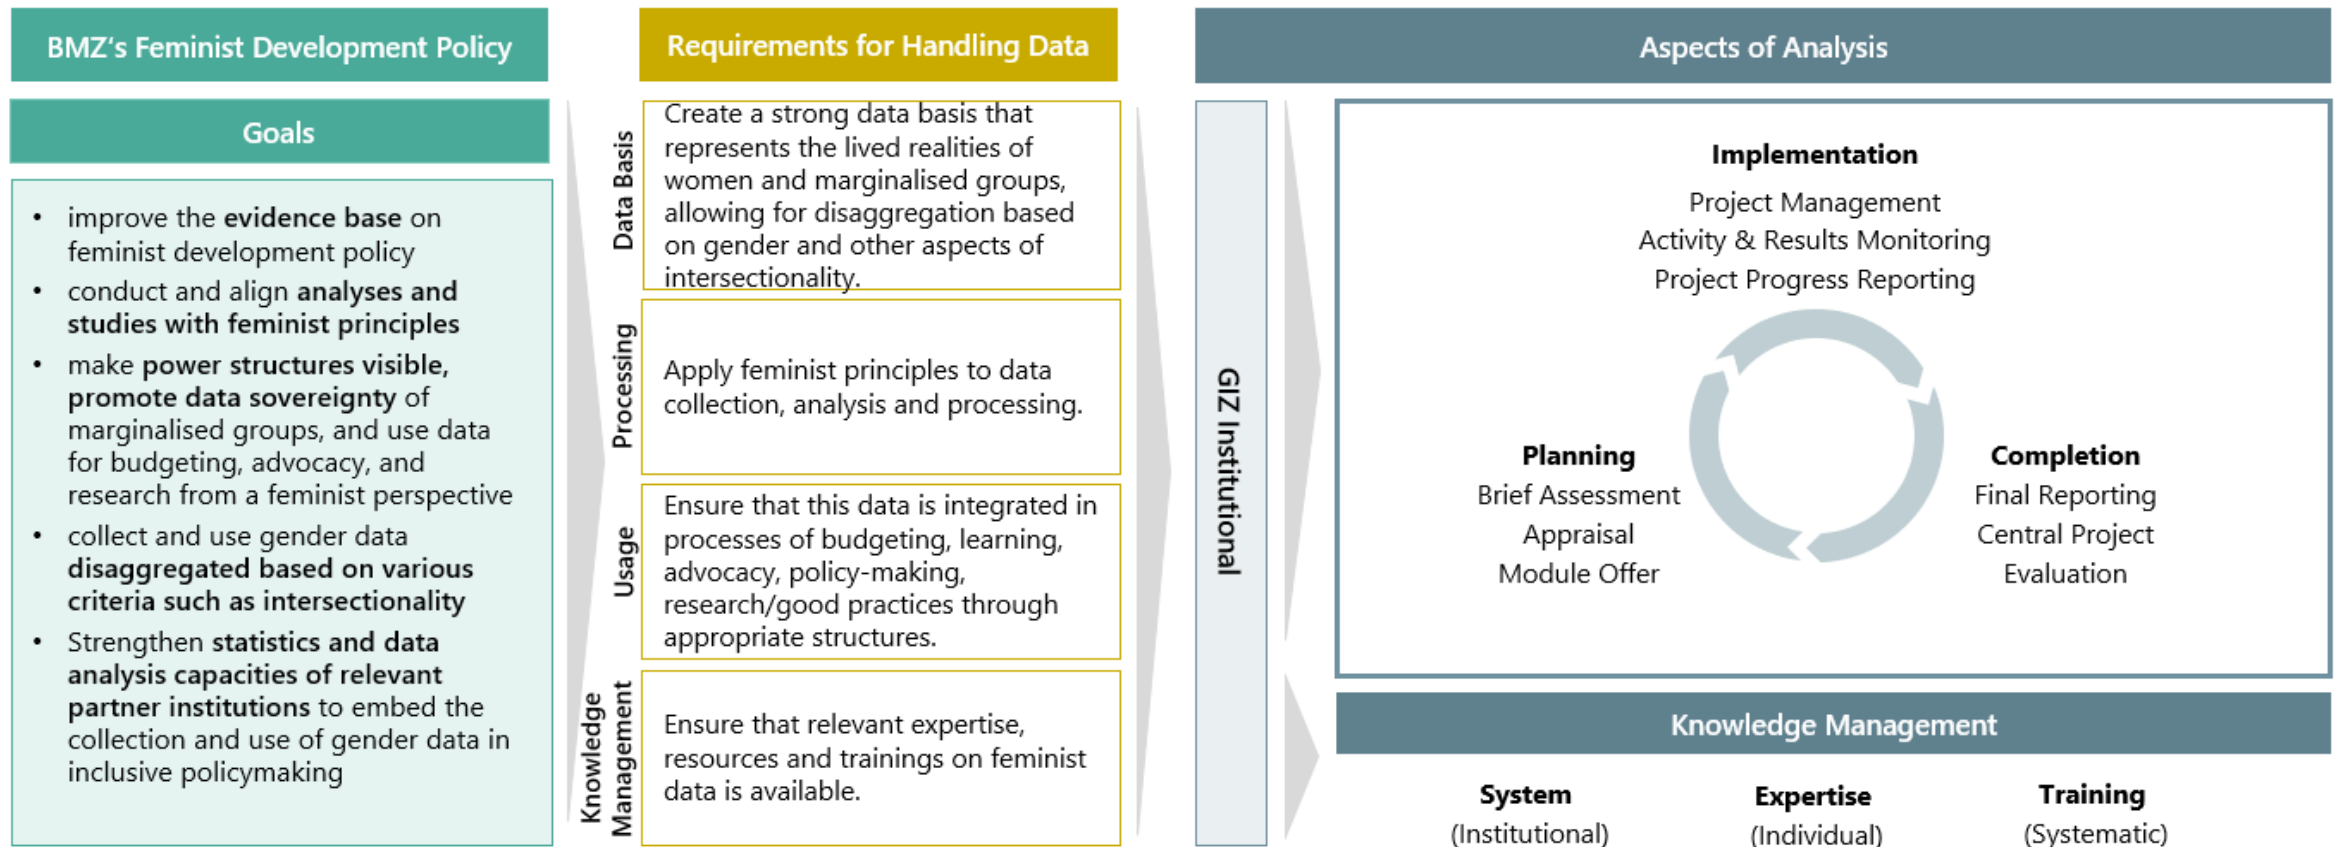 BMZ‘s Feminist Development Policy
Goals
• improve the evidence base on
feminist development policy
• conduct and align analyses and
studies with feminist principles
• make power structures visible,
promote data sovereignty of
marginalised groups, and use data
for budgeting, advocacy, and
research from a feminist perspective
• collect and use gender data
disaggregated based on various
criteria such as intersectionality
• Strengthen statistics and data
analysis capacities of relevant
partner institutions to embed the
collection and use of gender data in
inclusive policymaking
Requirements for Handling Data
Data Basis
Create a strong data basis that
represents the lived realities of
women and marginalised groups,
allowing for disaggregation based
on gender and other aspects of
intersectionality.
Processing
Apply feminist principles to data
collection, analysis and processing.
Usage
Ensure that this data is integrated in
processes of budgeting, learning,
advocacy, policy-making,
research/good practices through
appropriate structures.
Knowledge
Management
Ensure that relevant expertise,
resources and trainings on feminist
data is available.
Aspects of Analysis
GIZ Institutional
Implementation
Project Management
Activity & Results Monitoring
Project Progress Reporting
Planning
Brief Assessment
Appraisal
Module Offer
Completion
Final Reporting
Central Project
Evaluation
Knowledge Management
System
(Institutional)
Expertise
(Individual)
Training
(Systematic)